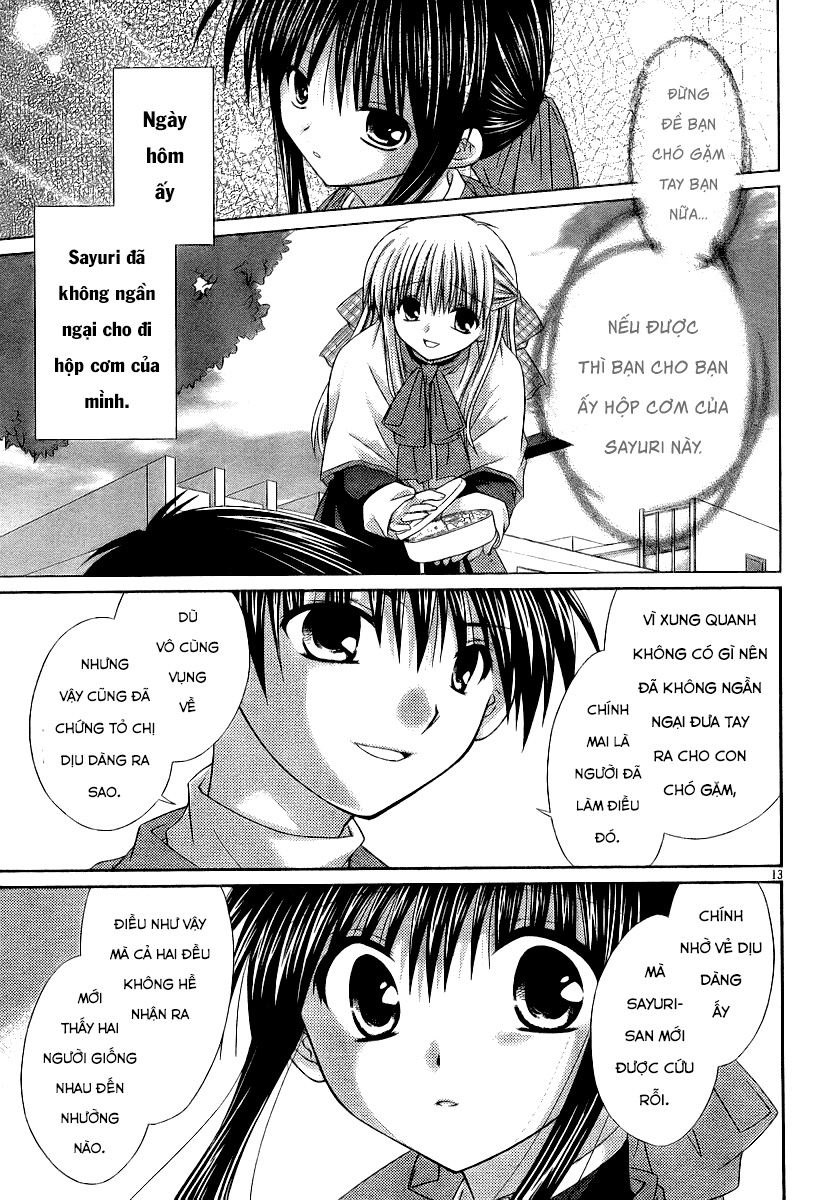 ĐỪNG
ĐỂ BẠN
CHÓ GẶM
TAY BẠN
NỮA...
NẾU ĐƯỢC
THÌ BẠN CHO BẠN
ẤY HỘP CƠM CỦA
SAYURI NÀY.
Ngày
hôm
ấy
Sayuri đã
không ngần
ngại cho đi
hộp cơm của
mình.
VÌ XUNG QUANH
KHÔNG CÓ GÌ NÊN
ĐÃ KHÔNG NGẦN
NGẠI ĐƯA TAY
RA CHO CON
CHÓ GẶM,
CHÍNH
MAI LÀ
NGƯỜI ĐÃ
LÀM ĐIỀU
ĐÓ.
DÙ
VÔ CÙNG
VỤNG
VỀ
NHƯNG
VẬY CŨNG ĐÃ
CHỨNG TỎ CHỊ
DỊU DÀNG RA
SAO.
13
CHÍNH
NHỜ VẺ DỊU
DÀNG
ẤY
MÀ
SAYURI-
SAN MỚI
ĐƯỢC CỨU
RỖI.
ĐIỀU NHƯ VẬY
MÀ CẢ HAI ĐỀU
KHÔNG HỀ
NHẬN RA
MỚI
THẤY HAI
NGƯỜI GIỐNG
NHAU ĐẾN
NHƯỜNG
NÀO.